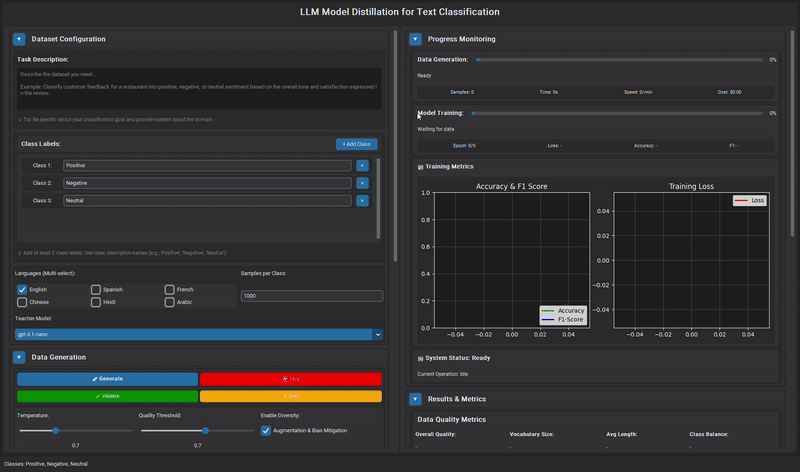 LLM Model Distillation for Text Classification
Dataset Configuration
Task Description:
Describe the dataset you need...
Example: Classify customer feedback for a restaurant into positive, negative, or neutral sentiment based on the overall tone and satisfaction expressed i
n the review.
Tip: Be specific about your classification goal and provide context about the domain.
Class Labels:
+ Add Class
Class 1: Positive ×
Class 2: Negative ×
Class 3: Neutral ×
Add at least 2 class labels. Use clear, descriptive names (e.g., 'Positive', 'Negative', 'Neutral').
Languages (Multi-select):
English Spanish French
Chinese Hindi Arabic
Samples per Class:
1000
Teacher Model:
gpt-4.1-nano
Data Generation
Generate
Validate
Temperature:
0.7
Quality Threshold:
0.7
Enable Diversity:
Augmentation & Bias Mitigation
Progress Monitoring
Data Generation: 0%
Ready
Samples: 0 Time: 0s Speed: 0/min Cost: $0.00
Model Training: 0%
Waiting for data
Epoch: 0/0 Loss: - Accuracy: - F1: -
Training Metrics
Accuracy & F1 Score
1.0
0.8
0.6
0.4
0.2
0.0
−0.04 −0.02 0.00 0.02 0.04
Accuracy
F1-Score
Training Loss
Loss
0.04
0.02
0.00
−0.02
−0.04
−0.04 −0.02 0.00 0.02 0.04
System Status: Ready
Current Operation: Idle
Results & Metrics
Data Quality Metrics
Overall Quality: Vocabulary Size: Avg Length: Class Balance:
Classes: Positive, Negative, Neutral